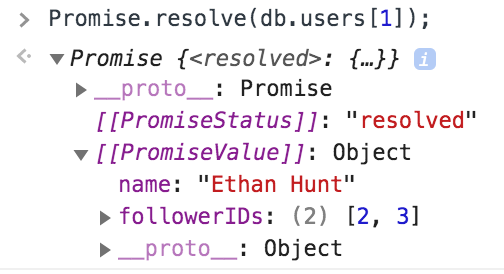 > Promise.resolve(db.users[1]);
<· ▼ Promise {<resolved>: {…}} i
▶ __proto__: Promise
[[PromiseStatus]]: "resolved"
▼ [[PromiseValue]]: Object
name: "Ethan Hunt"
▶ followerIDs: (2) [2, 3]
▶ __proto__: Object